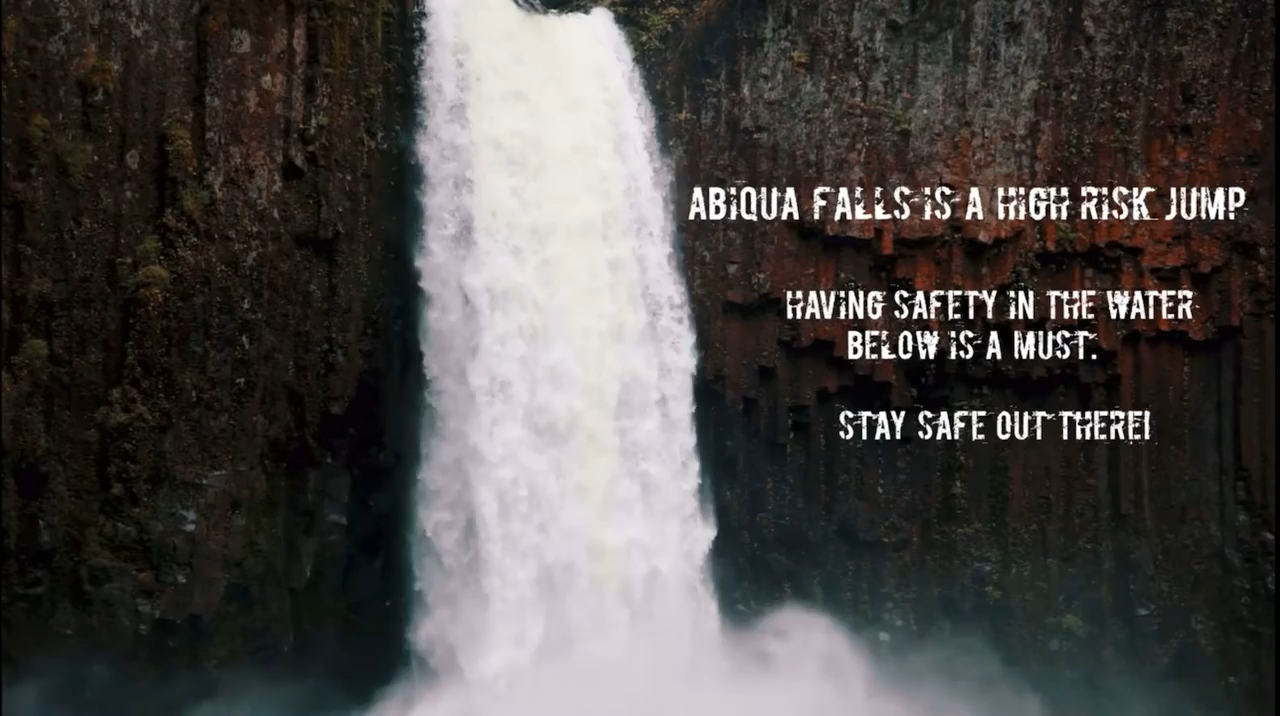 ABIQUA FALLS IS A HIGH RISK JUMP
HAVING SAFETY IN THE WATER
BELOW IS A MUST.
STAY SAFE OUT THERE!